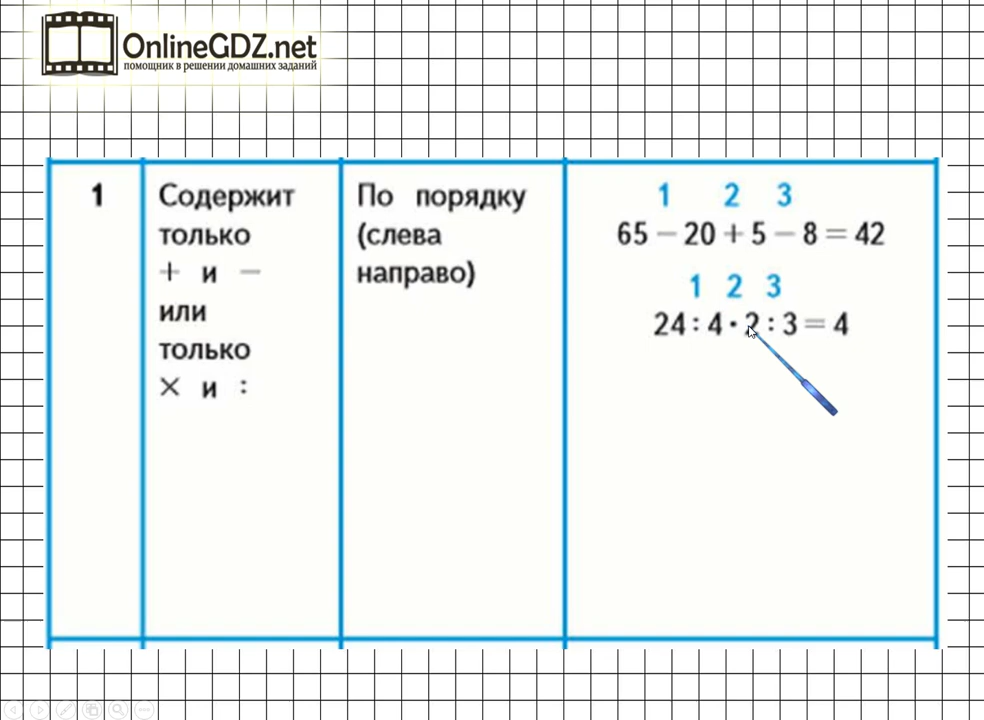 OnlineGDZ.net
помощник в решении домашних заданий
1
Содержит
только
+ и −
или
только
× и :
По порядку
(слева
направо)
1 2 3
65 − 20 + 5 − 8 = 42
1 2 3
24 : 4 · 2 : 3 = 4